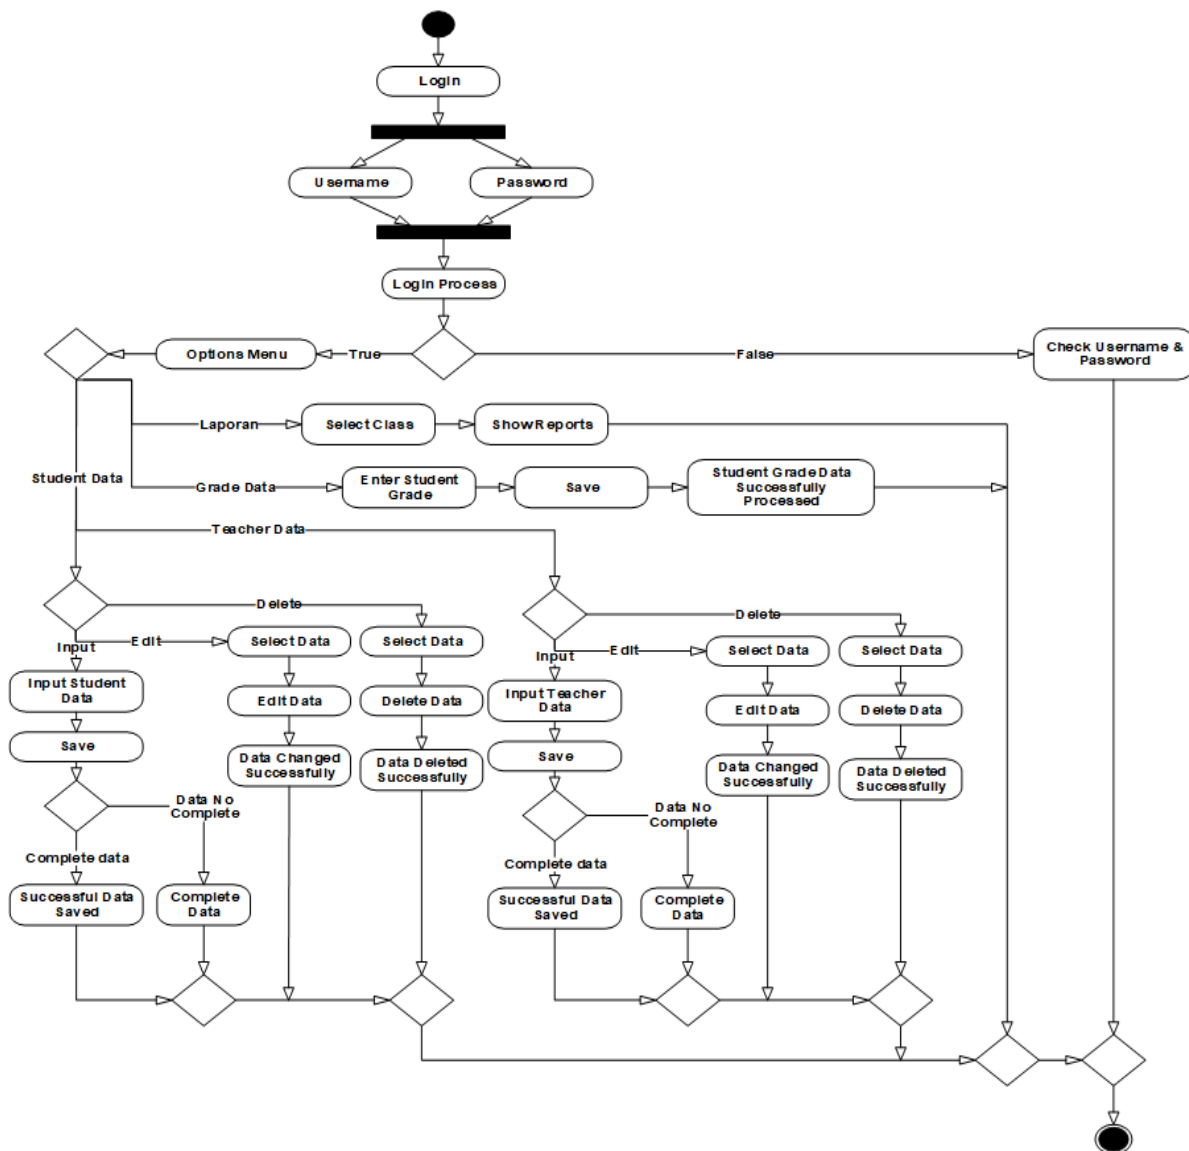 Login
Username
Password
Login Process
Options Menu
True
False
Check Username &
Password
Laporan
Select Class
Show Reports
Student Data
Grade Data
Enter Student
Grade
Save
Student Grade Data
Successfully
Processed
Teacher Data
Delete
Input
Edit
Select Data
Select Data
Input Student
Data
Edit Data
Delete Data
Save
Data Changed
Successfully
Data Deleted
Successfully
Data No
Complete
Complete data
Successful Data
Saved
Complete
Data
Delete
Input
Edit
Select Data
Select Data
Input Teacher
Data
Edit Data
Delete Data
Save
Data Changed
Successfully
Data Deleted
Successfully
Data No
Complete
Complete data
Successful Data
Saved
Complete
Data